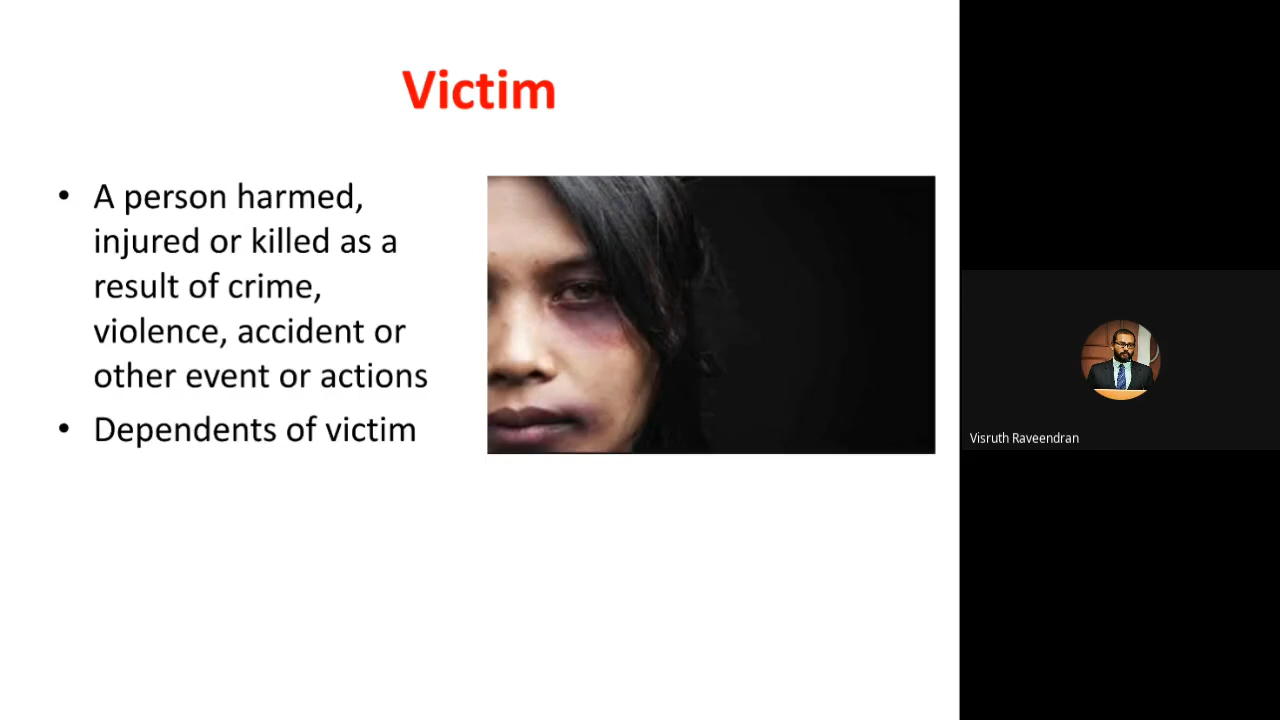 Victim
• A person harmed,
injured or killed as a
result of crime,
violence, accident or
other event or actions
• Dependents of victim
Visruth Raveendran